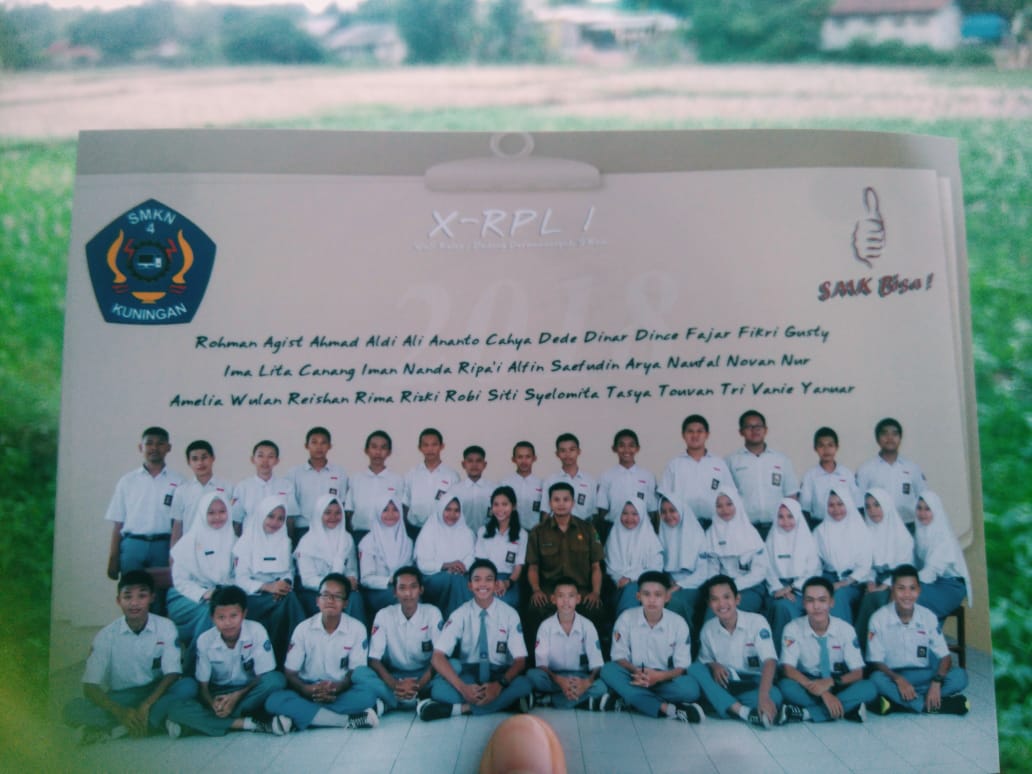 SMKN
4
KUNINGAN
X-RPL !
2018
SMK Bisa !
Rohman Agist Ahmad Aldi Ali Ananto Cahya Dede Dinar Dince Fajar Fikri Gusty
Ima Lita Canang Iman Nanda Ripa'i Alfin Saefudin Arya Naufal Novan Nur
Amelia Wulan Reishan Rima Rizki Robi Siti Syelomita Tasya Touvan Tri Vanie Yanuar